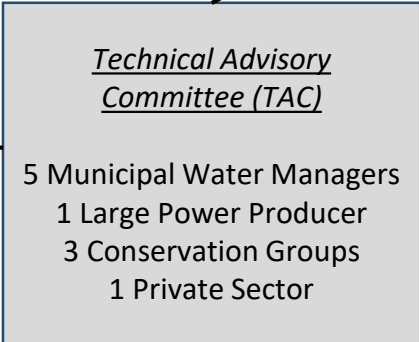 Technical Advisory
Committee (TAC)
5 Municipal Water Managers
1 Large Power Producer
3 Conservation Groups
1 Private Sector